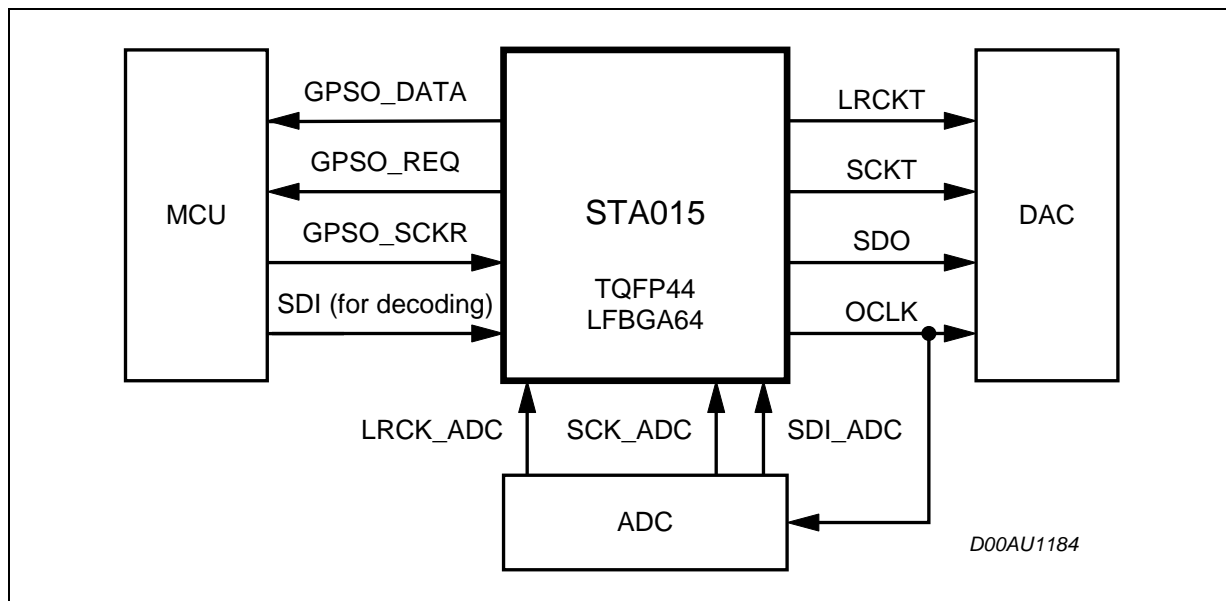 GPSO_DATA
GPSO_REQ
MCU
GPSO_SCKR
SDI (for decoding)
STA015
TQFP44
LFBGA64
LRCKT
SCKT
SDO
OCLK
DAC
LRCK_ADC
SCK_ADC
SDI_ADC
ADC
D00AU1184